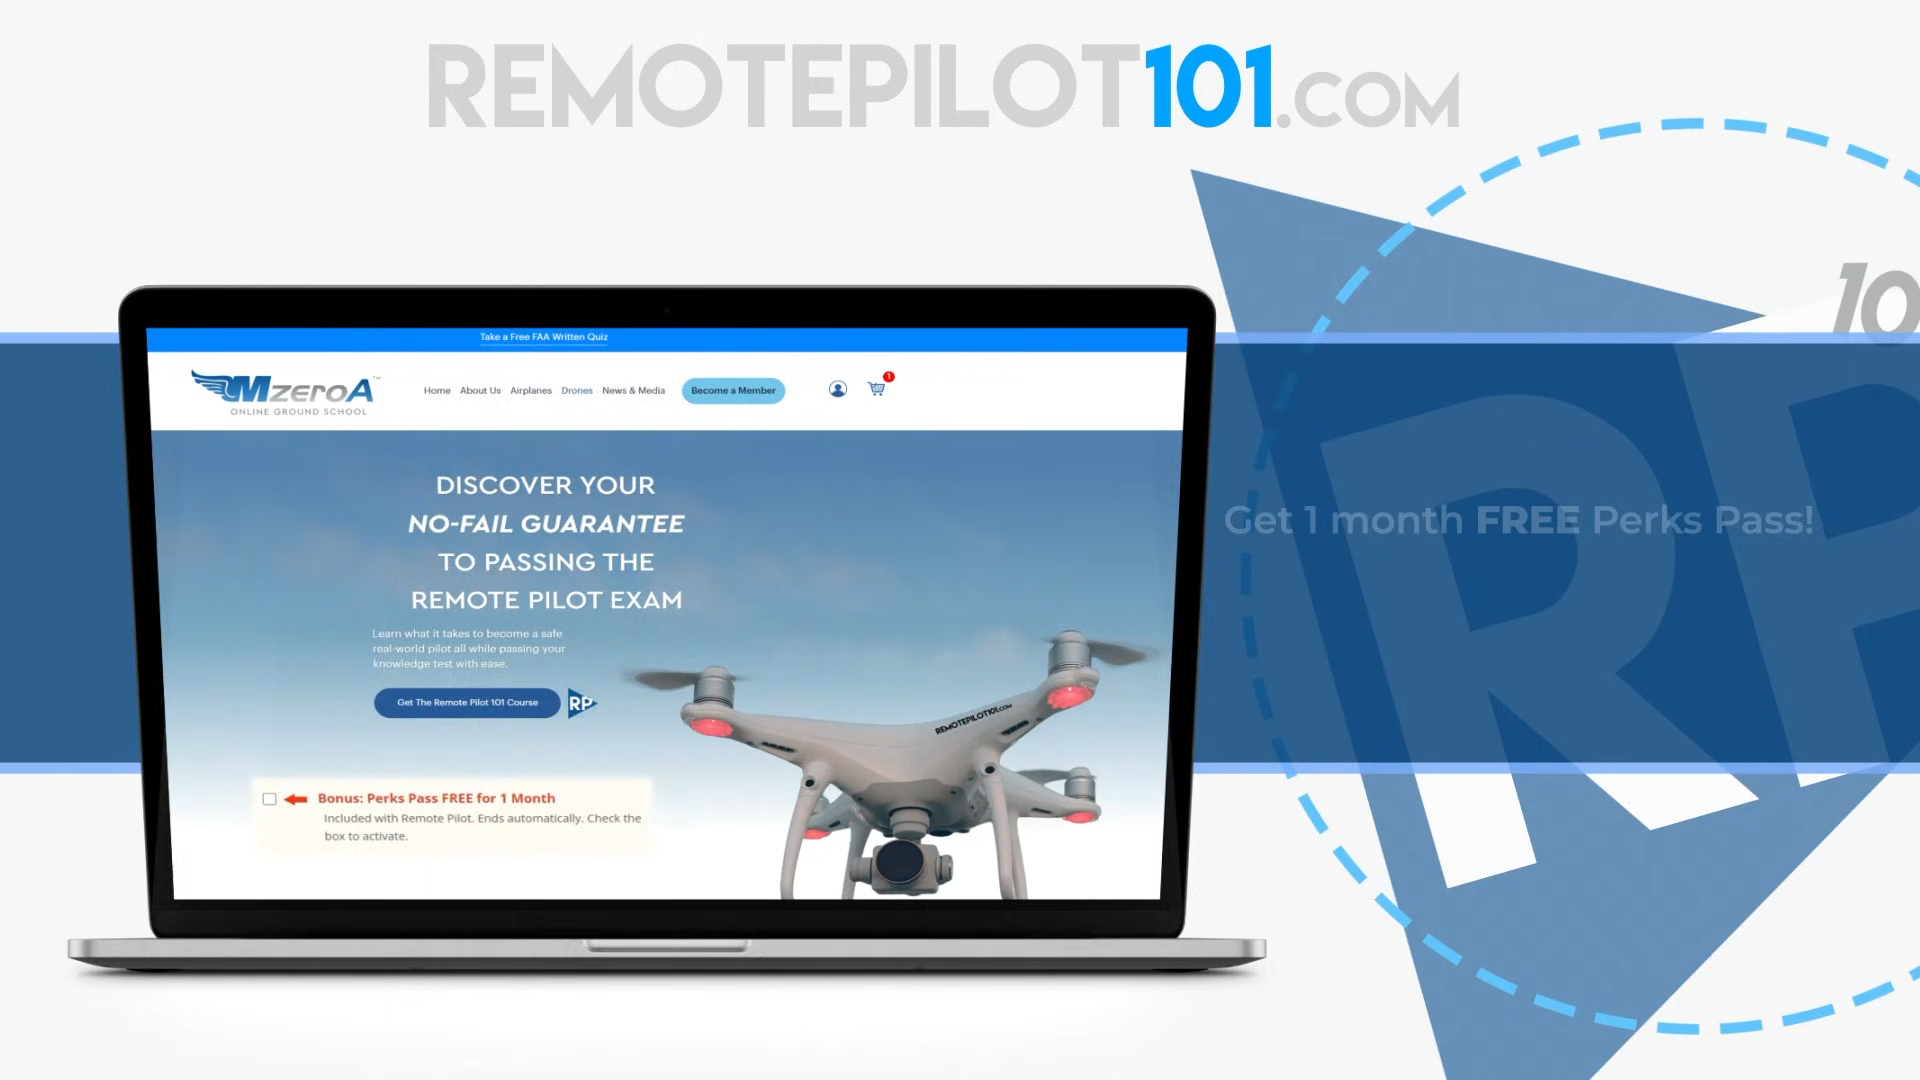 REMOTEPILOT101.COM
Take a Free FAA Written Quiz
MzeroA™
ONLINE GROUND SCHOOL
Home About Us Airplanes Drones News & Media Become a Member
1
DISCOVER YOUR
NO-FAIL GUARANTEE
TO PASSING THE
REMOTE PILOT EXAM
Learn what it takes to become a safe
real-world pilot all while passing your
knowledge test with ease.
Get The Remote Pilot 101 Course
RP
REMOTEPILOT101.COM
Bonus: Perks Pass FREE for 1 Month
Included with Remote Pilot. Ends automatically. Check the
box to activate.
10
Get 1 month FREE Perks Pass!
RP